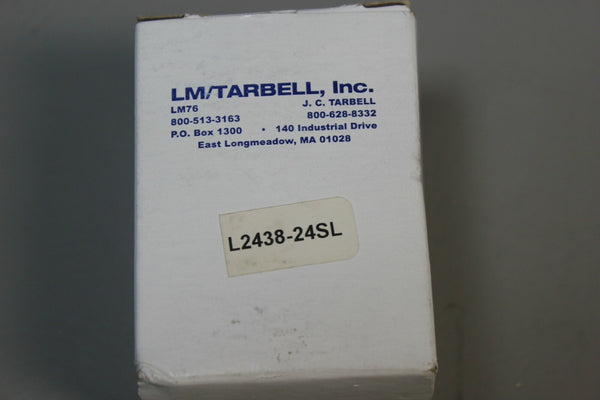 LM/TARBELL, Inc.
LM76 J. C. TARBELL
800-513-3163 800-628-8332
P.O. Box 1300 • 140 Industrial Drive
East Longmeadow, MA 01028
L2438-24SL